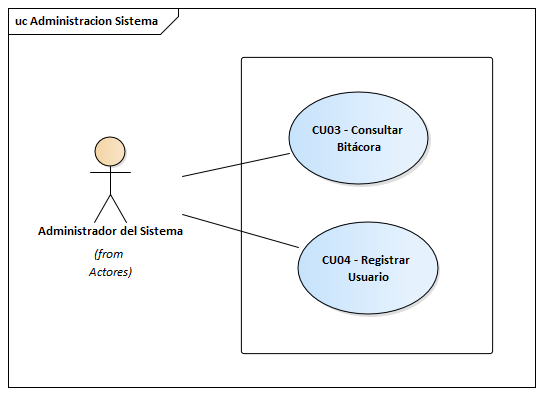 uc Administracion Sistema
CU03 - Consultar
Bitácora
Administrador del Sistema
(from
Actores)
CU04 - Registrar
Usuario